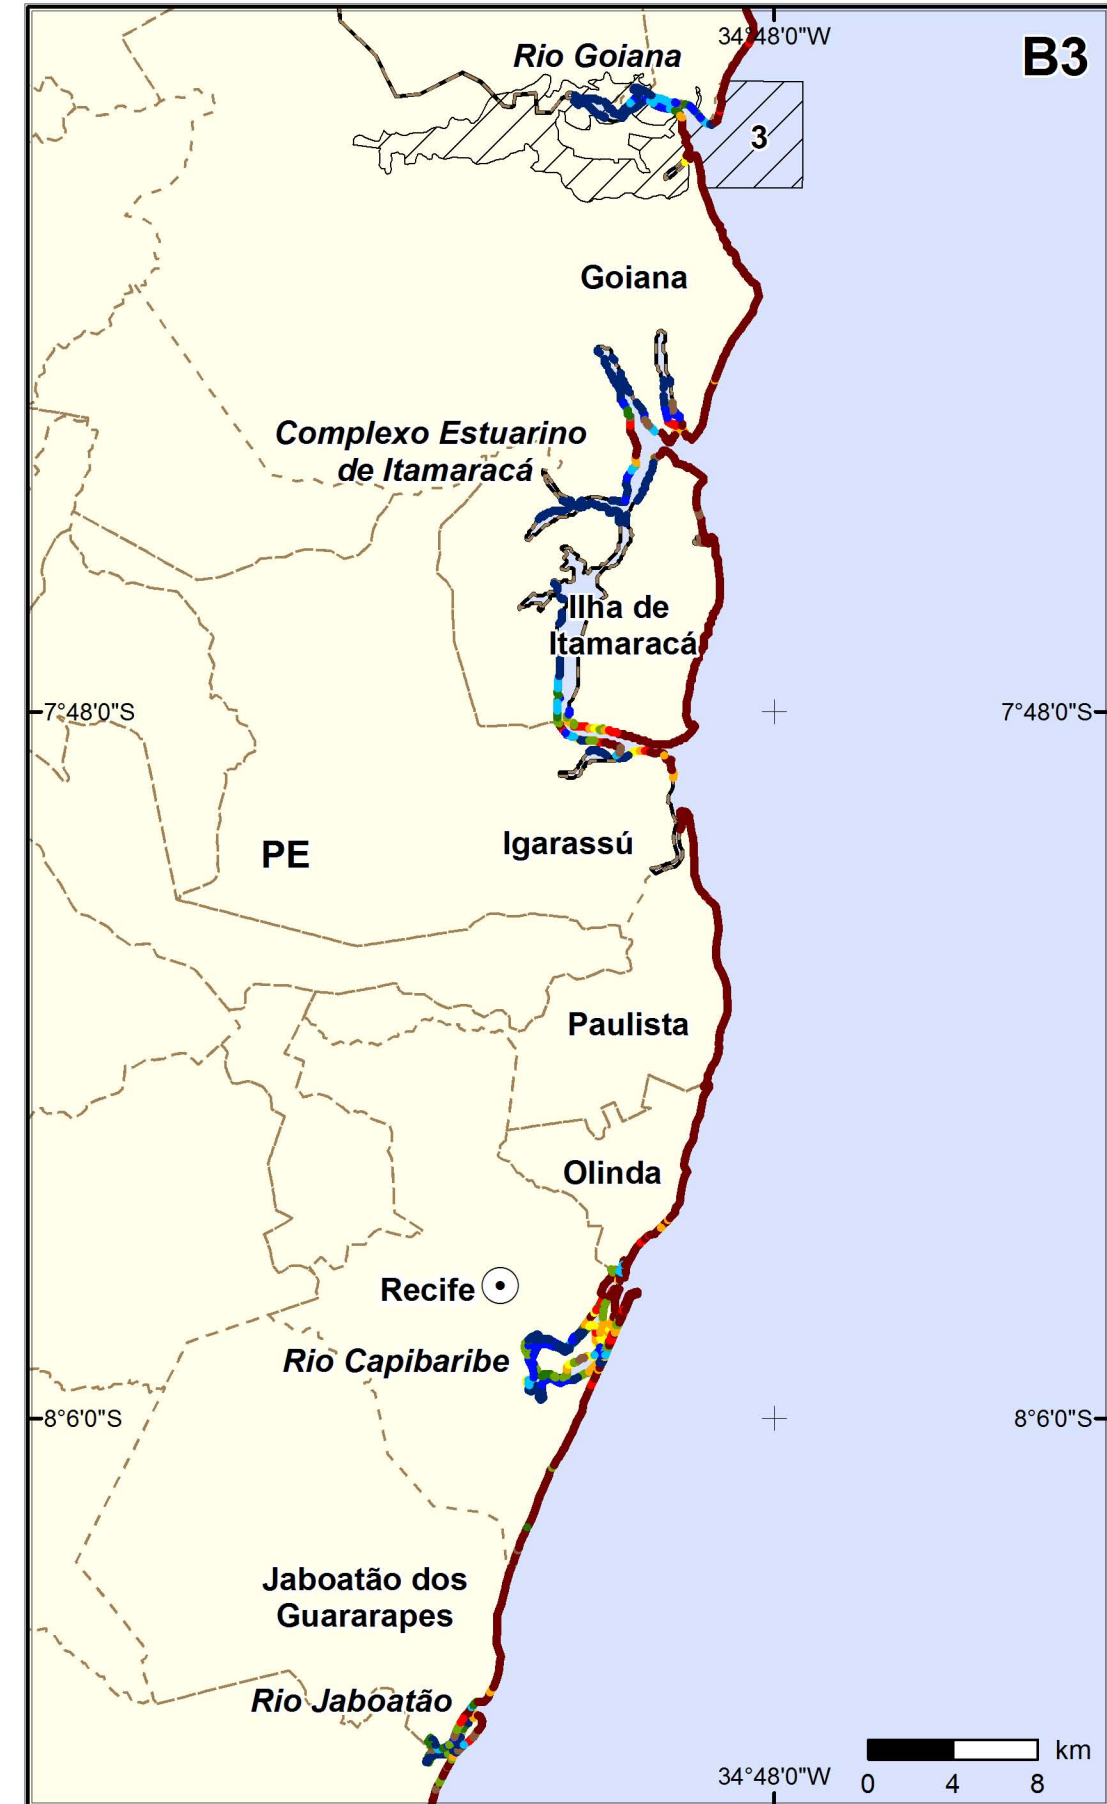 34°48'0"W
B3
Rio Goiana
3
Goiana
Complexo Estuarino
de Itamaracá
Ilha de
Itamaracá
7°48'0"S
7°48'0"S
Igarassú
PE
Paulista
Olinda
Recife
Rio Capibaribe
8°6'0"S
8°6'0"S
Jaboatão dos
Guararapes
Rio Jaboatão
km
34°48'0"W
0 4 8